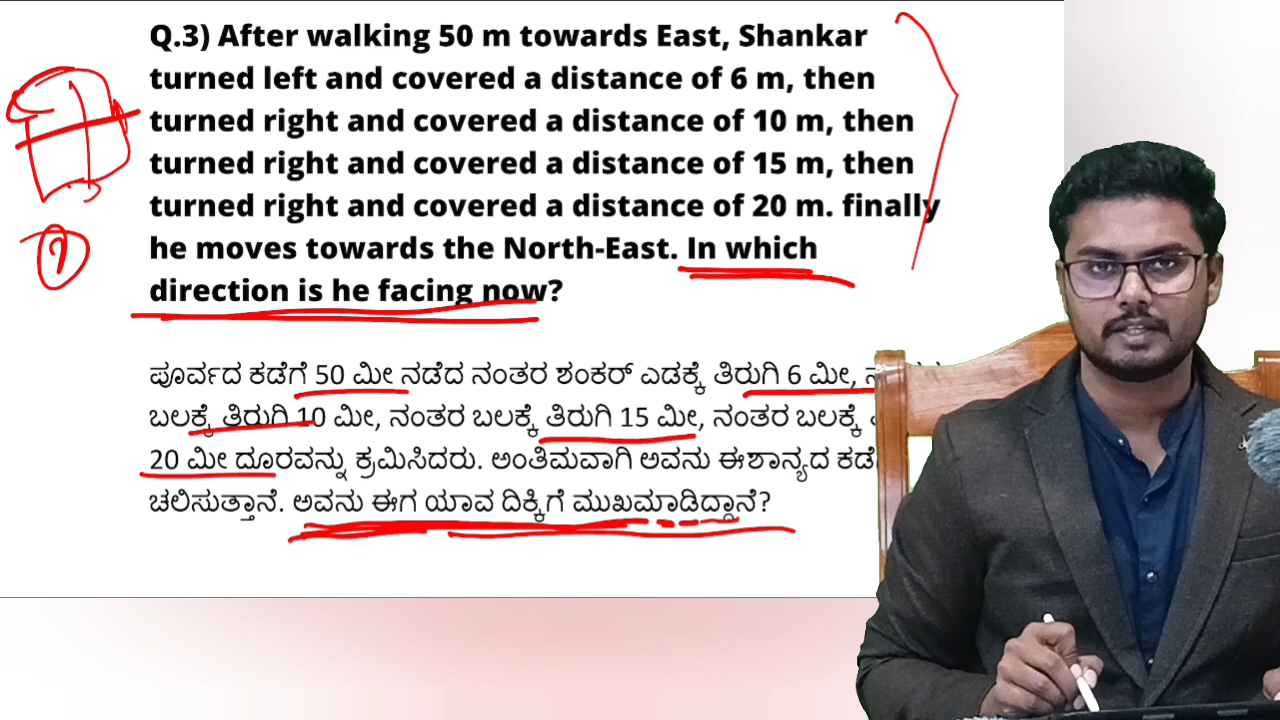 Q.3) After walking 50 m towards East, Shankar
turned left and covered a distance of 6 m, then
turned right and covered a distance of 10 m, then
turned right and covered a distance of 15 m, then
turned right and covered a distance of 20 m. finally
he moves towards the North-East. In which
direction is he facing now?
ಪೂರ್ವದ ಕಡೆಗೆ 50 ಮೀ ನಡೆದ ನಂತರ ಶಂಕರ್ ಎಡಕ್ಕೆ ತಿರುಗಿ 6 ಮೀ,
ಬಲಕ್ಕೆ ತಿರುಗಿ 10 ಮೀ, ನಂತರ ಬಲಕ್ಕೆ ತಿರುಗಿ 15 ಮೀ, ನಂತರ ಬಲಕ್ಕೆ
20 ಮೀ ದೂರವನ್ನು ಕ್ರಮಿಸಿದರು. ಅಂತಿಮವಾಗಿ ಅವನು ಈಶಾನ್ಯದ ಕಡೆ
ಚಲಿಸುತ್ತಾನೆ. ಅವನು ಈಗ ಯಾವ ದಿಕ್ಕಿಗೆ ಮುಖಮಾಡಿದ್ದಾನೆ?